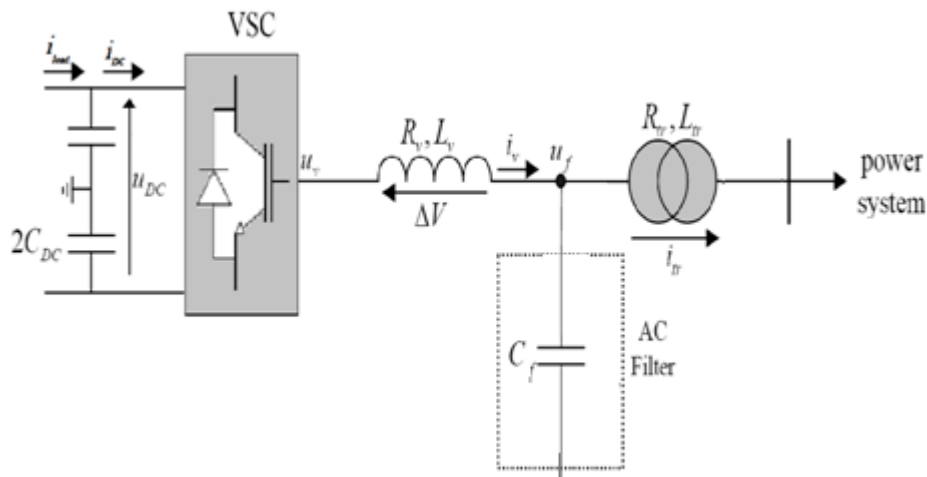 VSC
i_load
i_DC
u_DC
2C_DC
u_v
R_v, L_v
ΔV
i_v
u_f
R_tr, L_tr
i_tr
power
system
C_f
AC
Filter